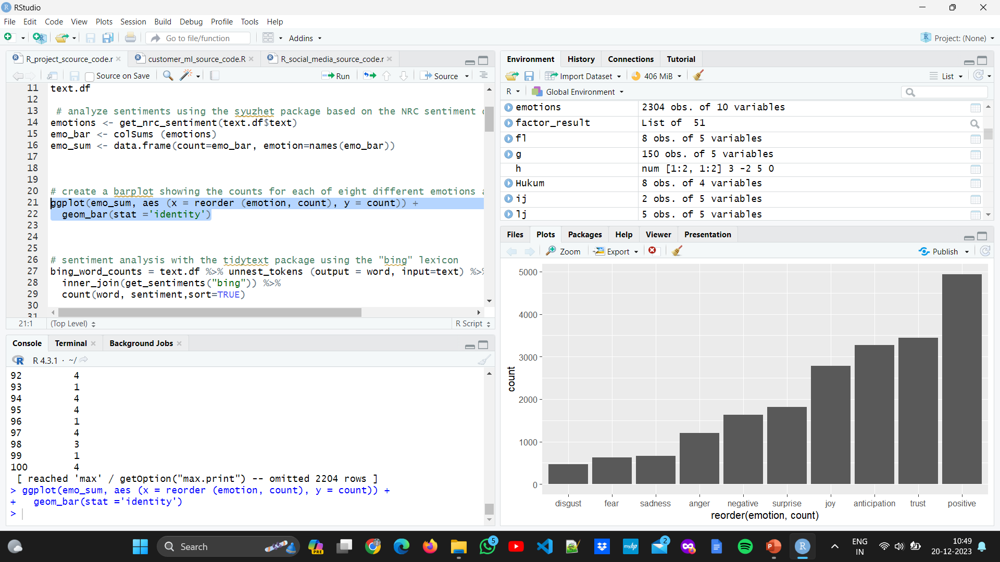 RStudio
File Edit Code View Plots Session Build Debug Profile Tools Help
Go to file/function Addins Project: (None)
R_project_scource_code.r customer_ml_source_code.R R_social_media_source_code.r
Source on Save Run Source
11 text.df
12
13 # analyze sentiments using the syuzhet package based on the NRC sentiment
14 emotions <- get_nrc_sentiment(text.df$text)
15 emo_bar <- colSums (emotions)
16 emo_sum <- data.frame(count=emo_bar, emotion=names(emo_bar))
17
18
19
20 # create a barplot showing the counts for each of eight different emotions
21 ggplot(emo_sum, aes (x = reorder (emotion, count), y = count)) +
22 geom_bar(stat ='identity')
23
24
25
26 # sentiment analysis with the tidytext package using the "bing" lexicon
27 bing_word_counts = text.df %>% unnest_tokens (output = word, input=text) %>%
28 inner_join(get_sentiments("bing")) %>%
29 count(word, sentiment,sort=TRUE)
30
31
21:1 (Top Level) R Script
Console Terminal Background Jobs
R 4.3.1 · ~/
92 4
93 1
94 4
95 4
96 1
97 4
98 3
99 1
100 4
[ reached 'max' / getOption("max.print") -- omitted 2204 rows ]
> ggplot(emo_sum, aes (x = reorder (emotion, count), y = count)) +
+ geom_bar(stat ='identity')
>
Environment History Connections Tutorial
Import Dataset 406 MiB List
R Global Environment
emotions 2304 obs. of 10 variables
factor_result List of 51
fl 8 obs. of 5 variables
g 150 obs. of 5 variables
h num [1:2, 1:2] 3 -2 5 0
Hukum 8 obs. of 4 variables
ij 2 obs. of 5 variables
lj 5 obs. of 5 variables
Files Plots Packages Help Viewer Presentation
Zoom Export Publish
5000
4000
3000
2000
1000
0
count
disgust fear sadness anger negative surprise joy anticipation trust positive
reorder(emotion, count)
Search
PRE
5
myhp
2
ENG
IN
10:49
20-12-2023